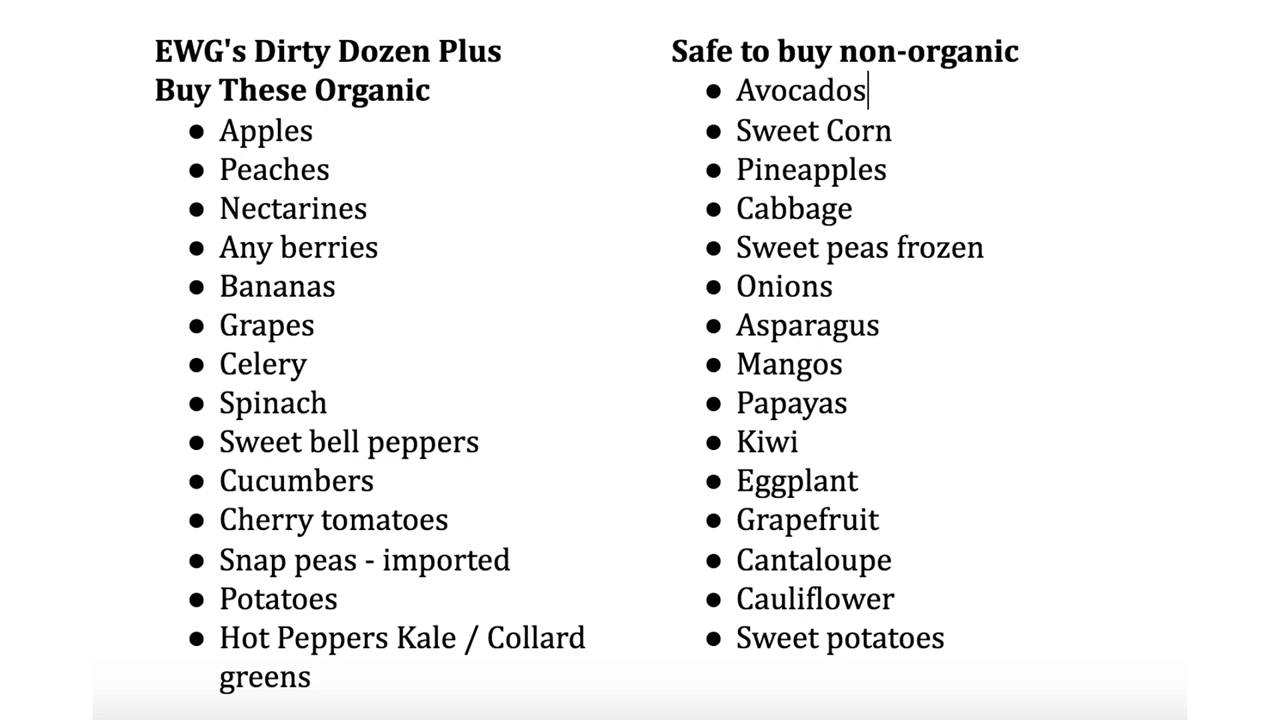 EWG's Dirty Dozen Plus
Buy These Organic
● Apples
● Peaches
● Nectarines
● Any berries
● Bananas
● Grapes
● Celery
● Spinach
● Sweet bell peppers
● Cucumbers
● Cherry tomatoes
● Snap peas - imported
● Potatoes
● Hot Peppers Kale / Collard
greens
Safe to buy non-organic
● Avocados
● Sweet Corn
● Pineapples
● Cabbage
● Sweet peas frozen
● Onions
● Asparagus
● Mangos
● Papayas
● Kiwi
● Eggplant
● Grapefruit
● Cantaloupe
● Cauliflower
● Sweet potatoes